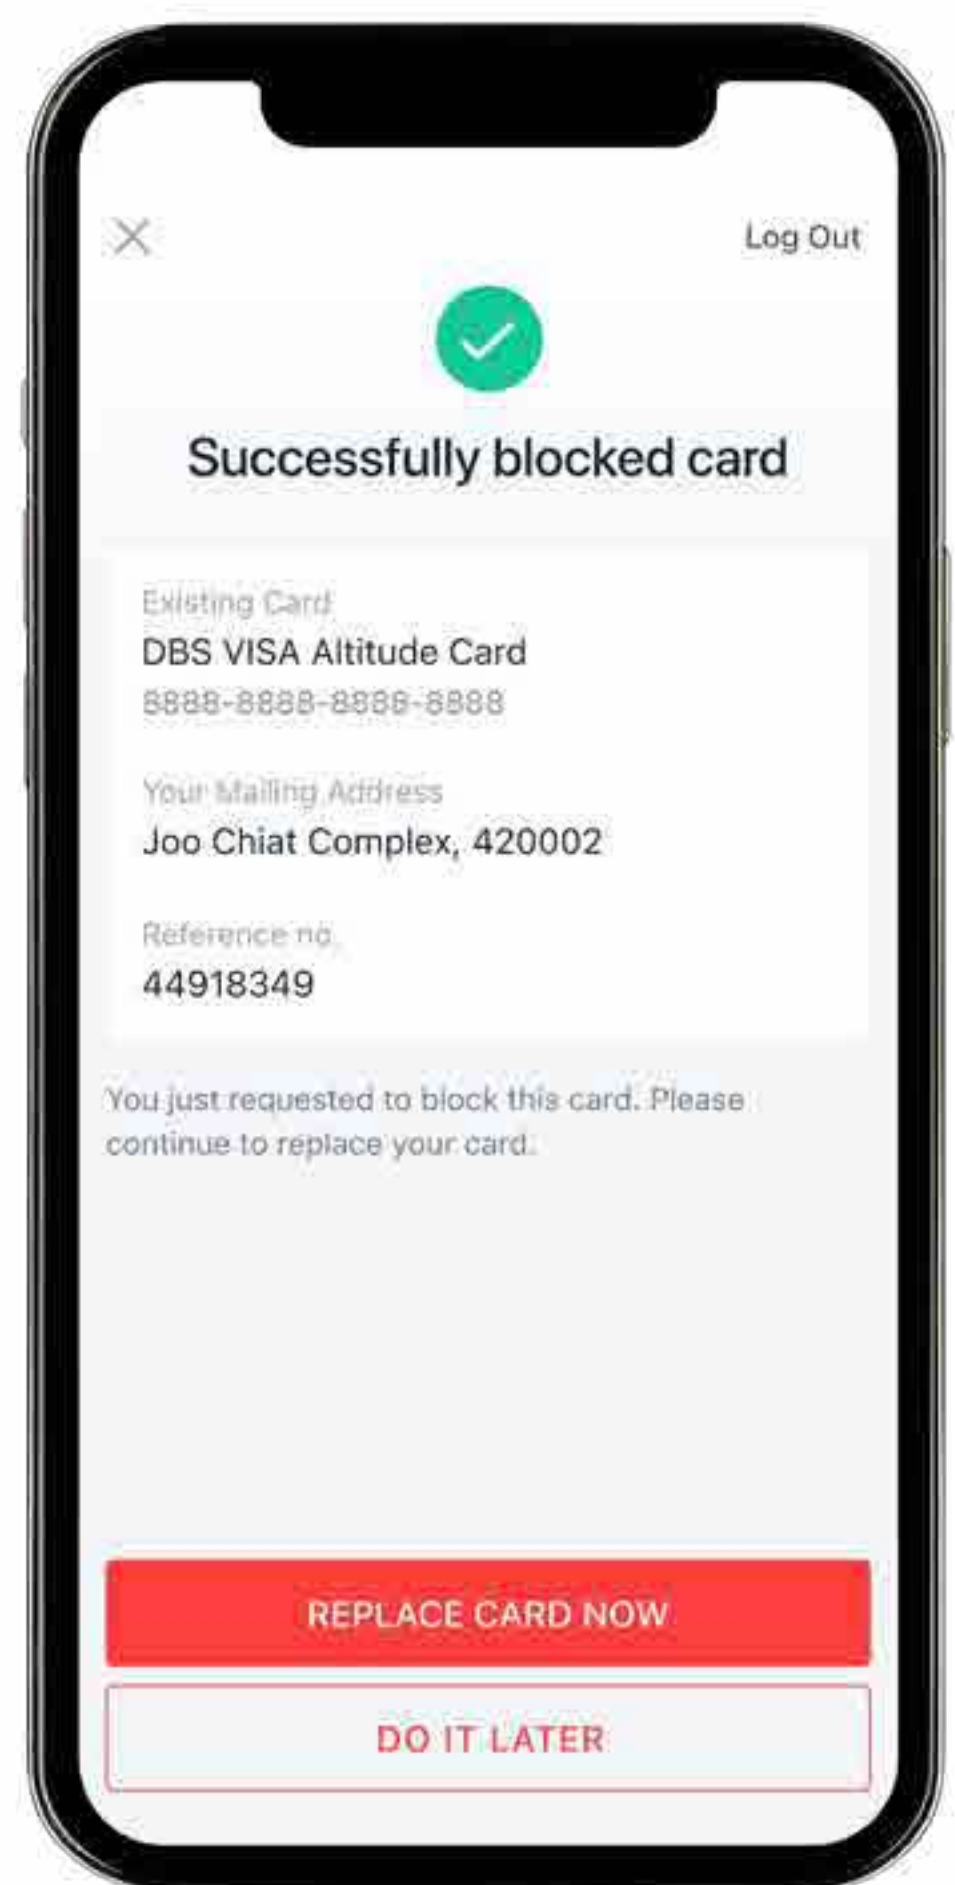 Log Out
Successfully blocked card
Existing Card
DBS VISA Altitude Card
8888-8888-8888-8888
Your Mailing Address
Joo Chiat Complex, 420002
Reference no.
44918349
You just requested to block this card. Please
continue to replace your card.
REPLACE CARD NOW
DO IT LATER